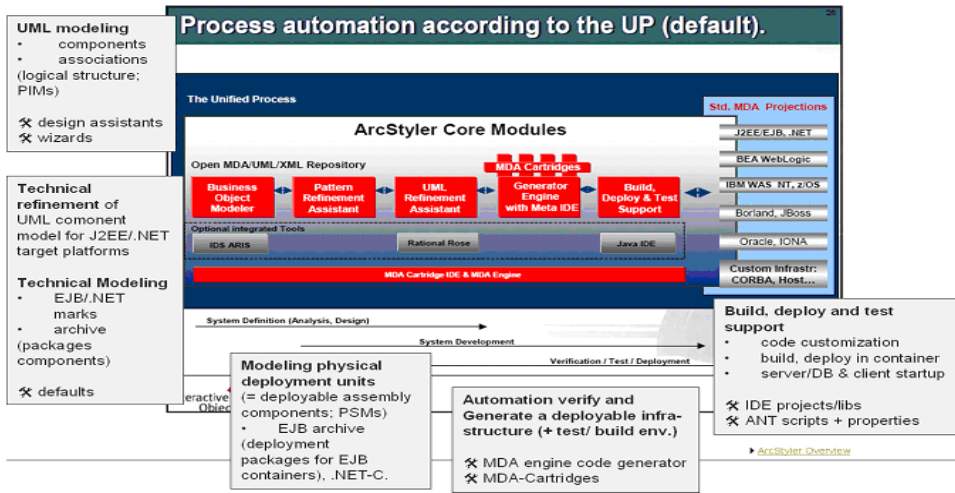 Process automation according to the UP (default).
UML modeling
• components
• associations
(logical structure;
PIMs)
design assistants
wizards
Technical
refinement of
UML comonent
model for J2EE/.NET
target platforms
Technical Modeling
• EJB/.NET
marks
• archive
(packages
components)
defaults
The Unified Process
ArcStyler Core Modules
Open MDA/UML/XML Repository
MDA Cartridges
Business
Object
Modeler
Pattern
Refinement
Assistant
UML
Refinement
Assistant
Generator
Engine
with Meta IDE
Build,
Deploy & Test
Support
Optional integrated Tools
IDS ARIS
Rational Rose
Java IDE
MDA Cartridge IDE & MDA Engine
Std. MDA Projections
J2EE/EJB, .NET
BEA WebLogic
IBM WAS NT, z/OS
Borland, JBoss
Oracle, IONA
Custom Infrastr:
CORBA, Host...
System Definition (Analysis, Design)
System Development
Verification / Test / Deployment
Modeling physical
deployment units
(= deployable assembly
components; PSMs)
• EJB archive
(deployment
packages for EJB
containers), .NET-C.
Automation verify and
Generate a deployable infra-
structure (+ test/ build env.)
MDA engine code generator
MDA-Cartridges
Build, deploy and test
support
• code customization
• build, deploy in container
• server/DB & client startup
IDE projects/libs
ANT scripts + properties
ArcStyler Overview